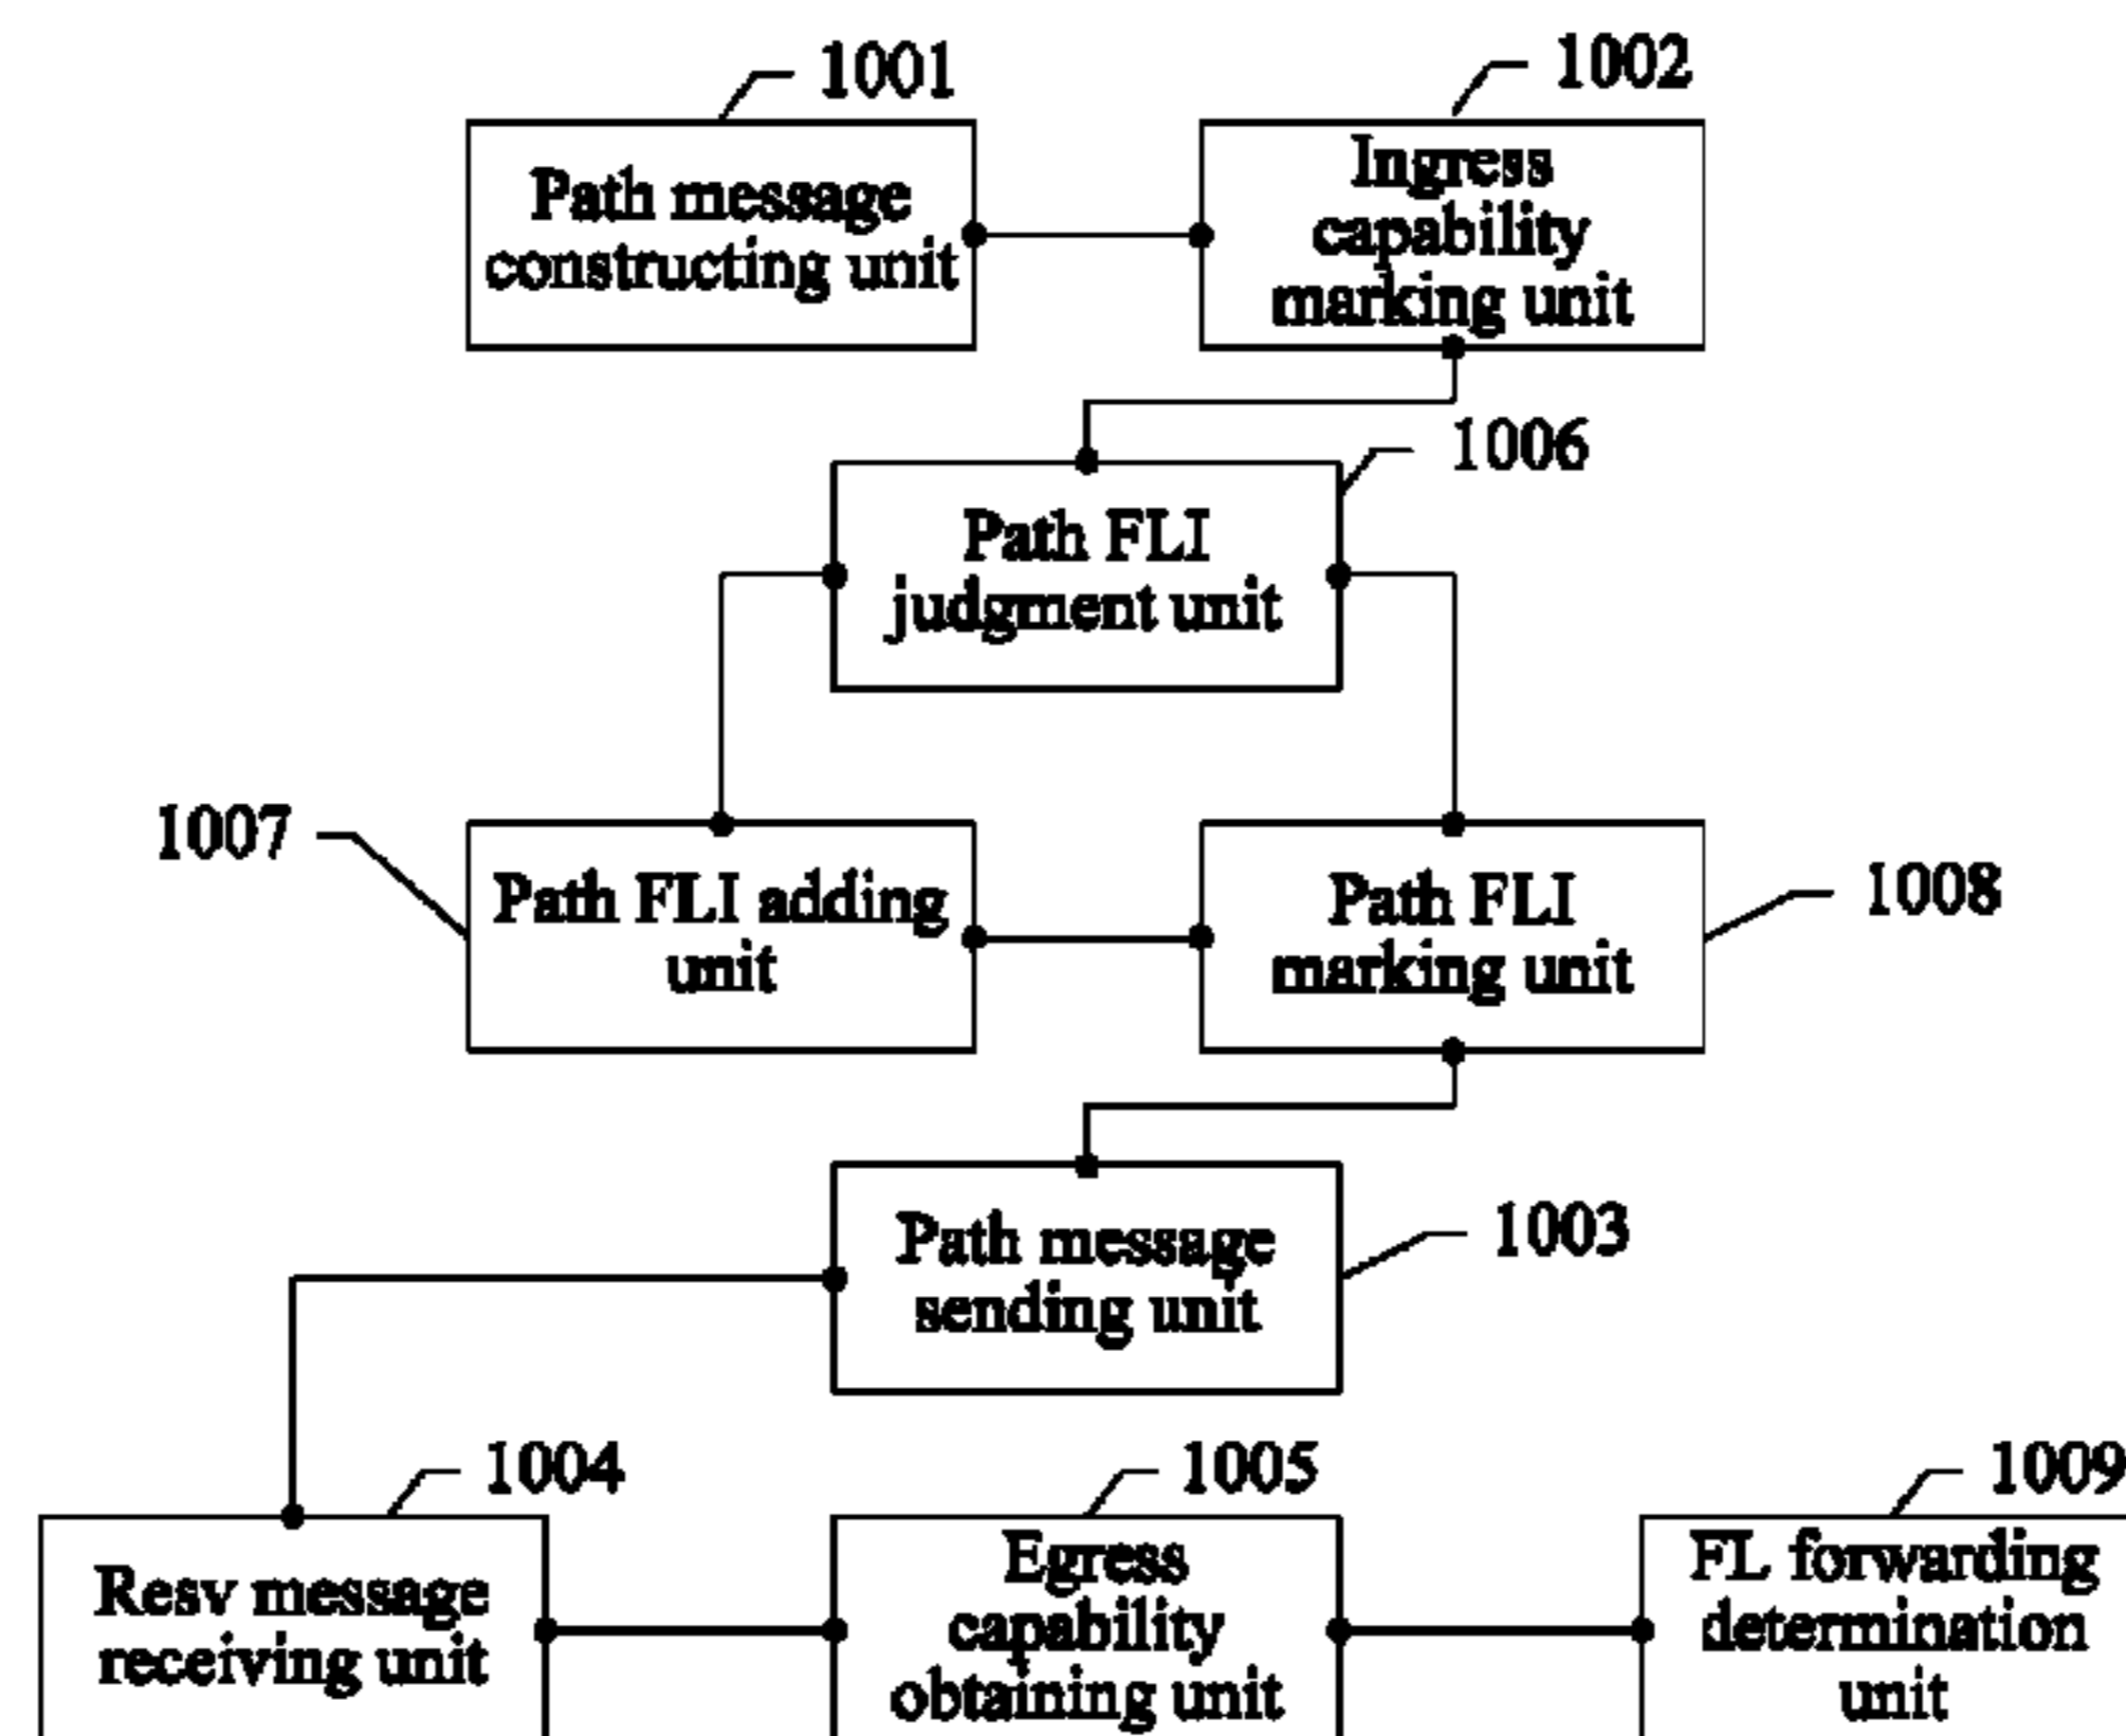 1001
1002
Path message
constructing unit
Ingress
capability
marking unit
1006
Path FLI
judgment unit
1007
Path FLI adding
unit
Path FLI
marking unit
1008
Path message
sending unit
1003
1004
1005
1009
Resv message
receiving unit
Egress
capability
obtaining unit
FL forwarding
determination
unit